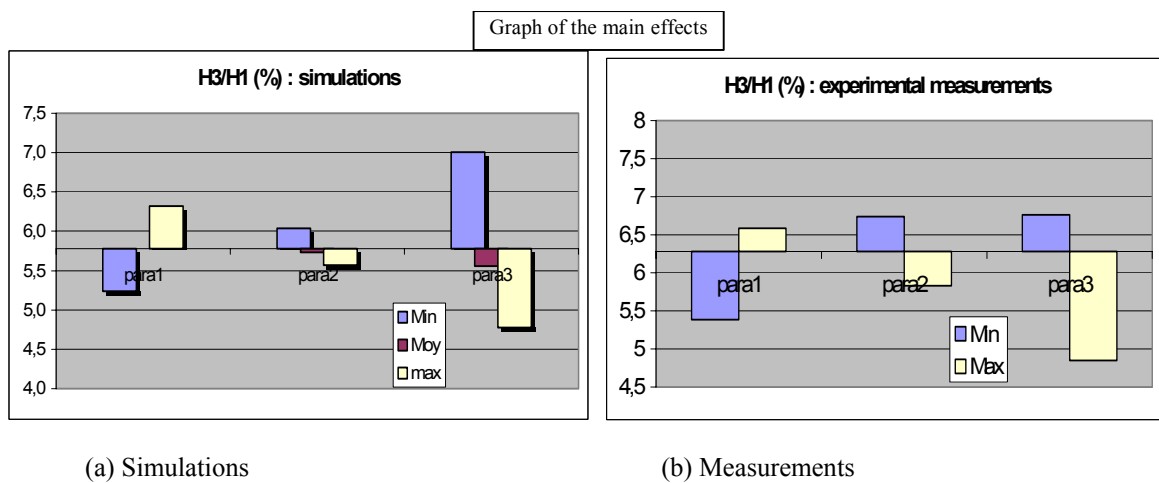 Graph of the main effects
H3/H1 (%) : simulations
7,5
7,0
6,5
6,0
5,5
5,0
4,5
4,0
para1
para2
para3
Min
Moy
max
H3/H1 (%) : experimental measurements
8
7,5
7
6,5
6
5,5
5
4,5
para1
para2
para3
Min
Max
(a) Simulations
(b) Measurements